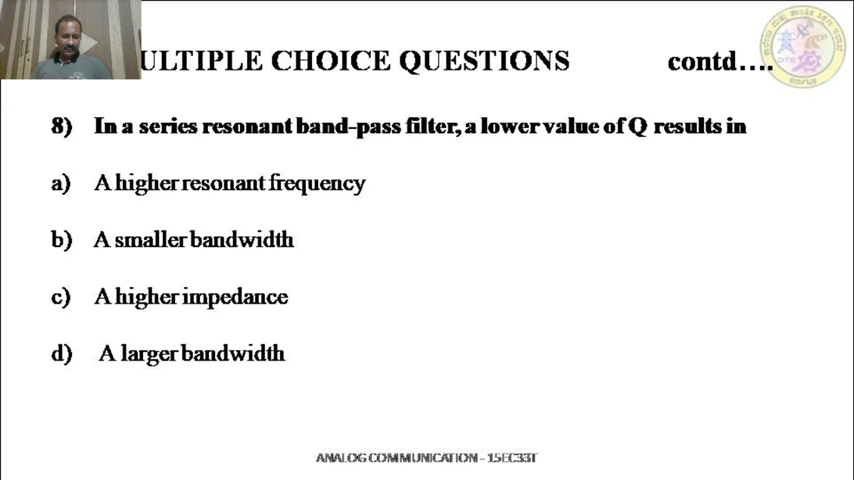 ULTIPLE CHOICE QUESTIONS contd….
8) In a series resonant band-pass filter, a lower value of Q results in
a) A higher resonant frequency
b) A smaller bandwidth
c) A higher impedance
d) A larger bandwidth
ANALOG COMMUNICATION – 15EC33T
DTE